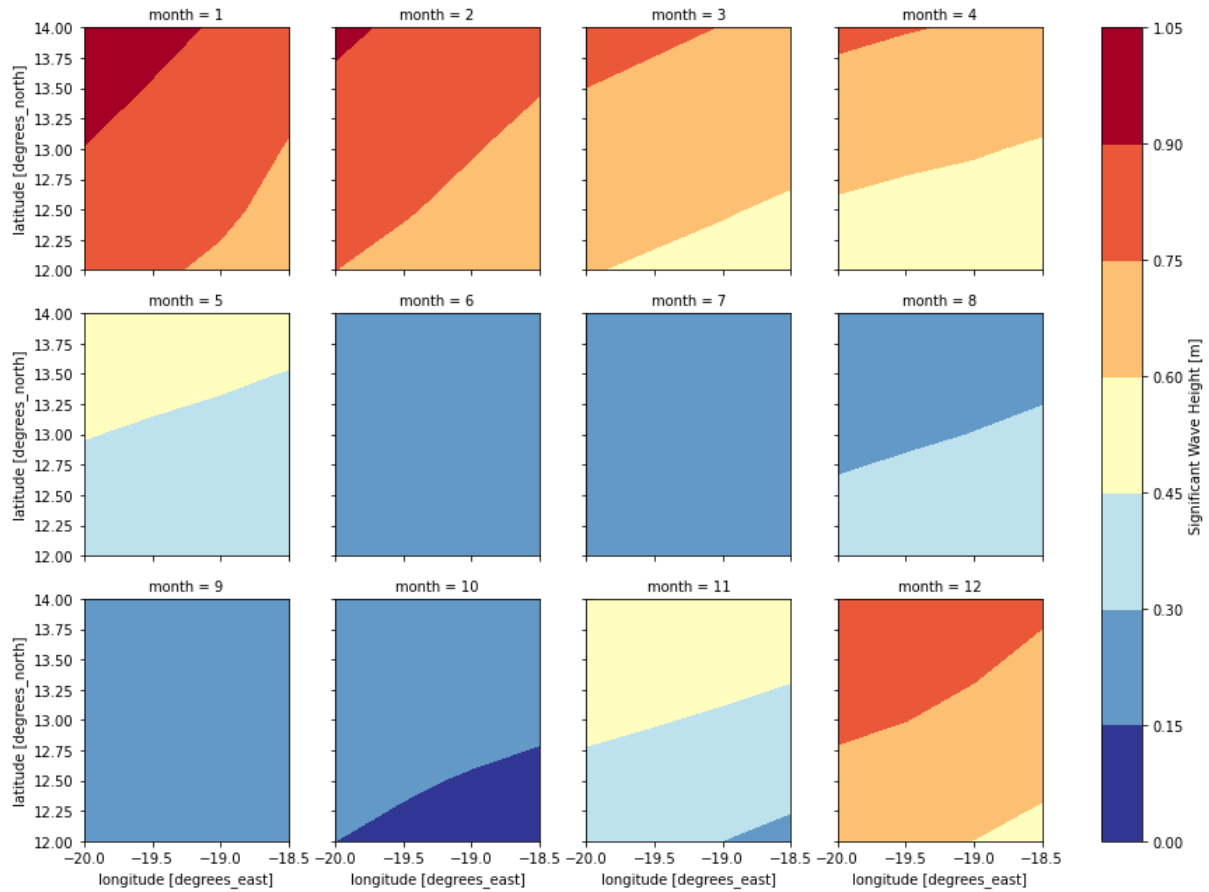 month = 1
month = 2
month = 3
month = 4
14.00
13.75
13.50
13.25
13.00
12.75
12.50
12.25
12.00
latitude [degrees_north]
month = 5
month = 6
month = 7
month = 8
14.00
13.75
13.50
13.25
13.00
12.75
12.50
12.25
12.00
latitude [degrees_north]
month = 9
month = 10
month = 11
month = 12
14.00
13.75
13.50
13.25
13.00
12.75
12.50
12.25
12.00
latitude [degrees_north]
−20.0 −19.5 −19.0 −18.5
−20.0 −19.5 −19.0 −18.5
−20.0 −19.5 −19.0 −18.5
−20.0 −19.5 −19.0 −18.5
longitude [degrees_east]
longitude [degrees_east]
longitude [degrees_east]
longitude [degrees_east]
1.05
0.90
0.75
0.60
0.45
0.30
0.15
0.00
Significant Wave Height [m]